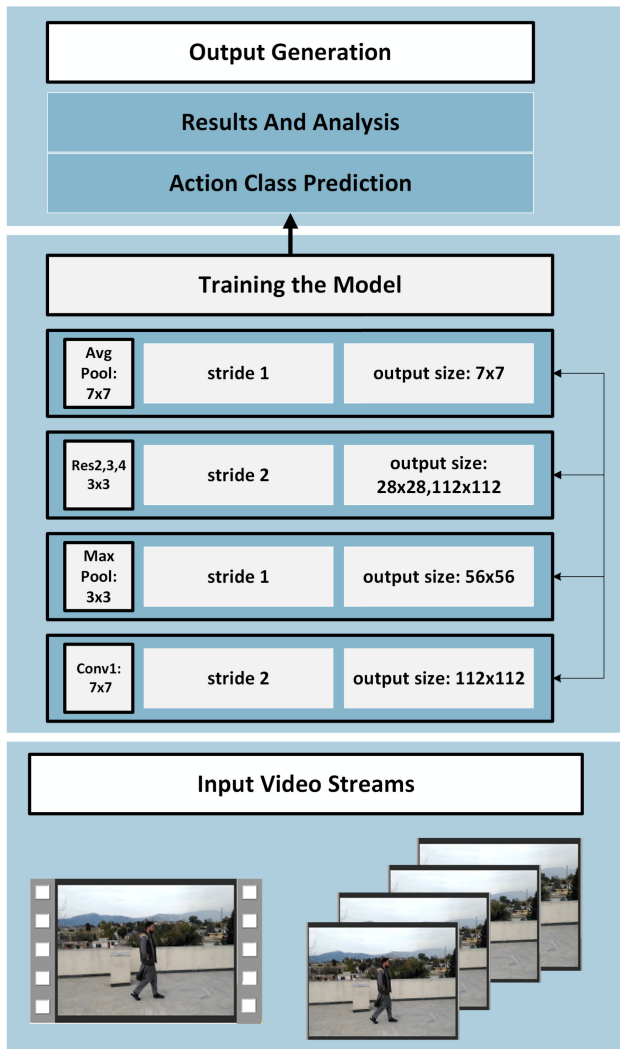 Output Generation
Results And Analysis
Action Class Prediction
Training the Model
Avg
Pool:
7x7
stride 1
output size: 7x7
Res2,3,4
3x3
stride 2
output size:
28x28,112x112
Max
Pool:
3x3
stride 1
output size: 56x56
Conv1:
7x7
stride 2
output size: 112x112
Input Video Streams